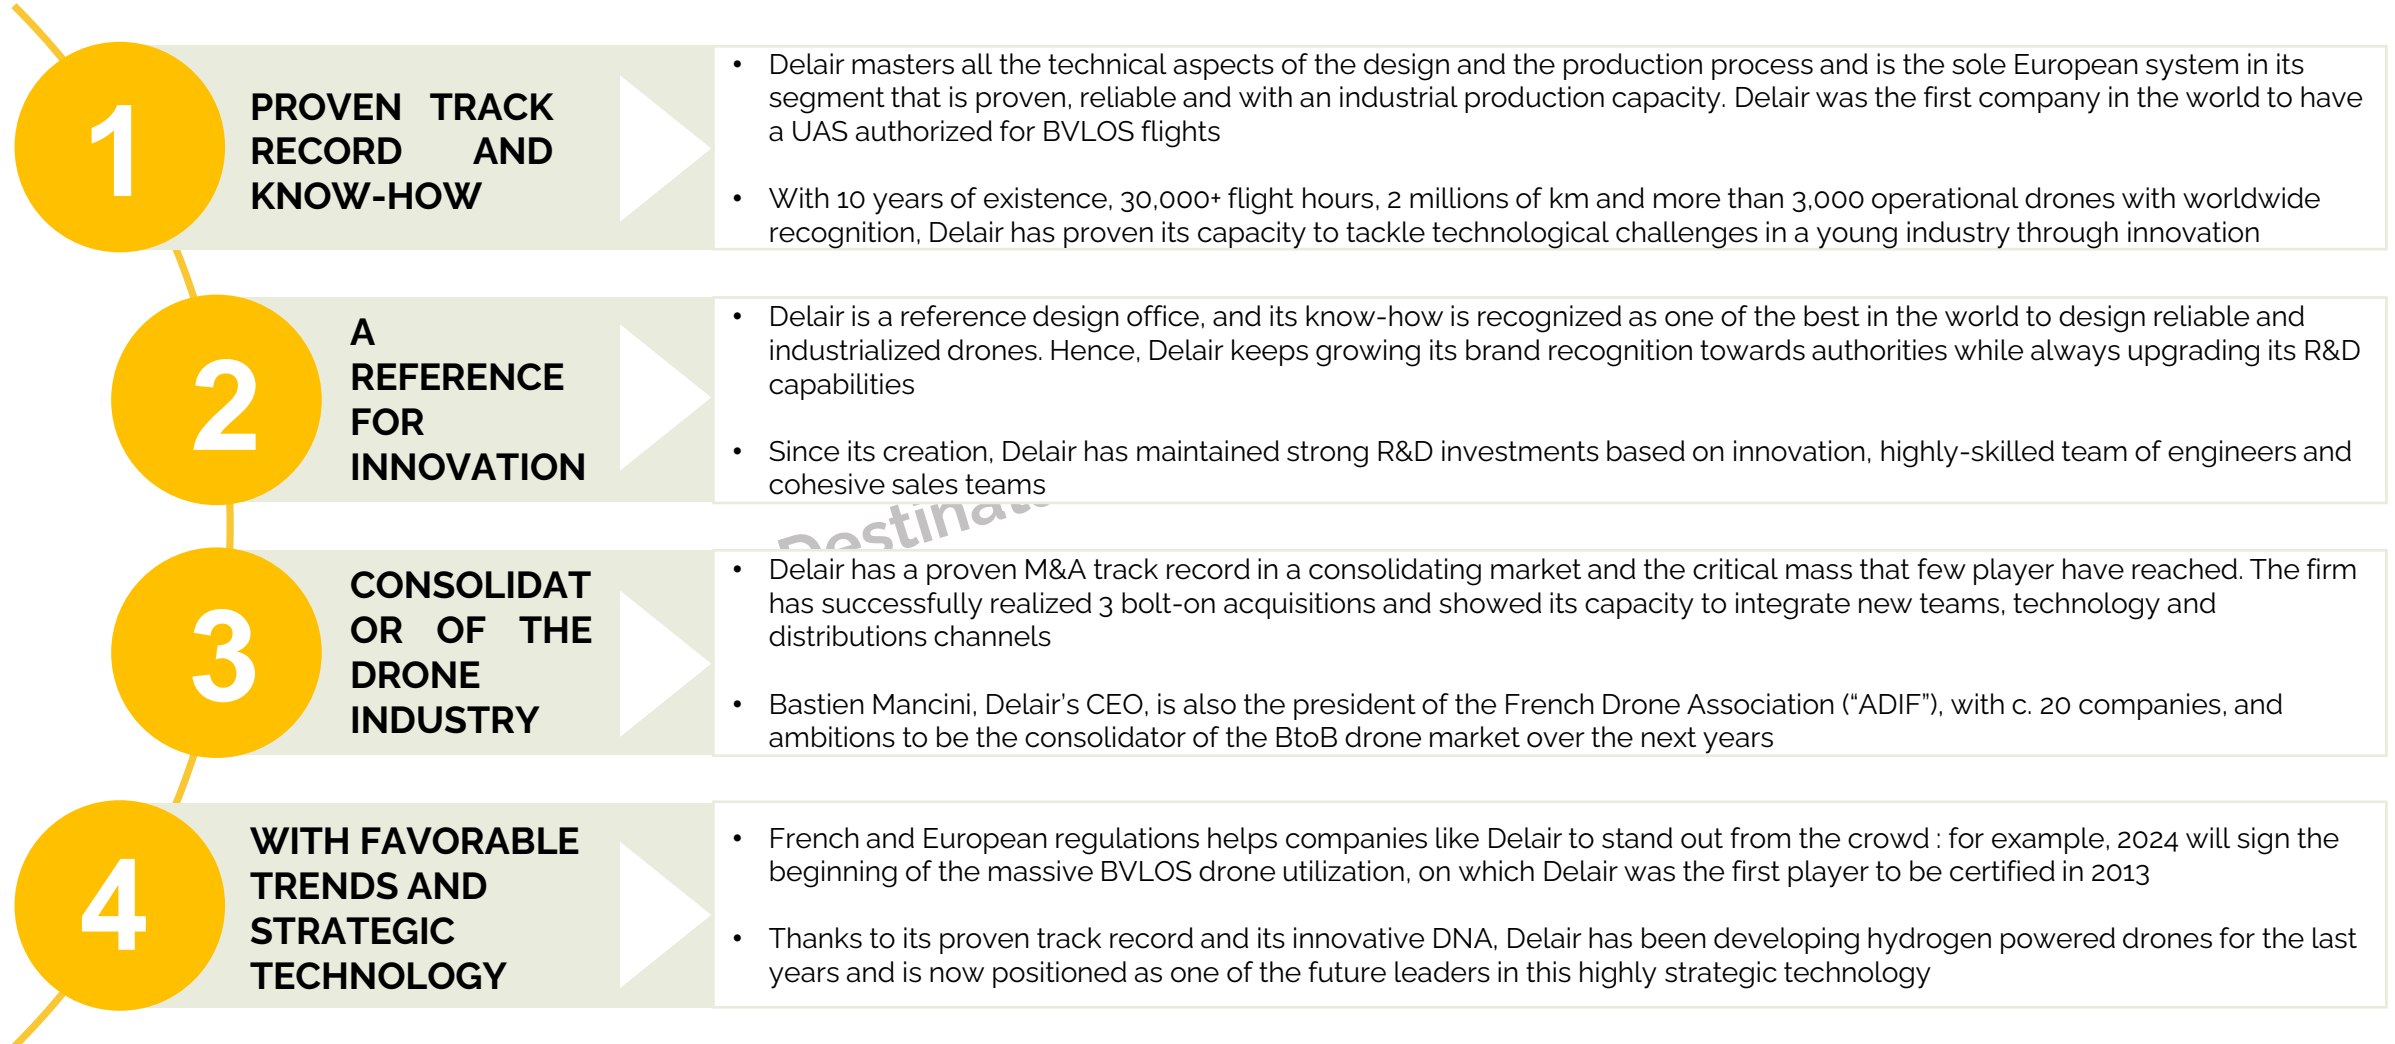 1
PROVEN TRACK
RECORD AND
KNOW-HOW
• Delair masters all the technical aspects of the design and the production process and is the sole European system in its
segment that is proven, reliable and with an industrial production capacity. Delair was the first company in the world to have
a UAS authorized for BVLOS flights
• With 10 years of existence, 30,000+ flight hours, 2 millions of km and more than 3,000 operational drones with worldwide
recognition, Delair has proven its capacity to tackle technological challenges in a young industry through innovation
2
A
REFERENCE
FOR
INNOVATION
• Delair is a reference design office, and its know-how is recognized as one of the best in the world to design reliable and
industrialized drones. Hence, Delair keeps growing its brand recognition towards authorities while always upgrading its R&D
capabilities
• Since its creation, Delair has maintained strong R&D investments based on innovation, highly-skilled team of engineers and
cohesive sales teams
3
CONSOLIDAT
OR OF THE
DRONE
INDUSTRY
• Delair has a proven M&A track record in a consolidating market and the critical mass that few player have reached. The firm
has successfully realized 3 bolt-on acquisitions and showed its capacity to integrate new teams, technology and
distributions channels
• Bastien Mancini, Delair’s CEO, is also the president of the French Drone Association (“ADIF”), with c. 20 companies, and
ambitions to be the consolidator of the BtoB drone market over the next years
4
WITH FAVORABLE
TRENDS AND
STRATEGIC
TECHNOLOGY
• French and European regulations helps companies like Delair to stand out from the crowd : for example, 2024 will sign the
beginning of the massive BVLOS drone utilization, on which Delair was the first player to be certified in 2013
• Thanks to its proven track record and its innovative DNA, Delair has been developing hydrogen powered drones for the last
years and is now positioned as one of the future leaders in this highly strategic technology